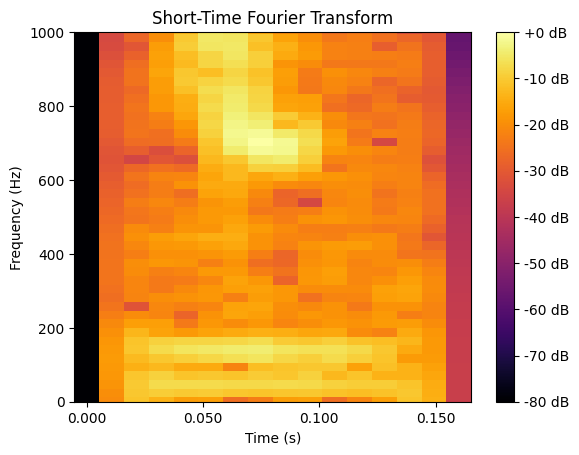 Short-Time Fourier Transform
1000
800
600
400
200
0
Frequency (Hz)
0.000
0.050
0.100
0.150
Time (s)
+0 dB
-10 dB
-20 dB
-30 dB
-40 dB
-50 dB
-60 dB
-70 dB
-80 dB